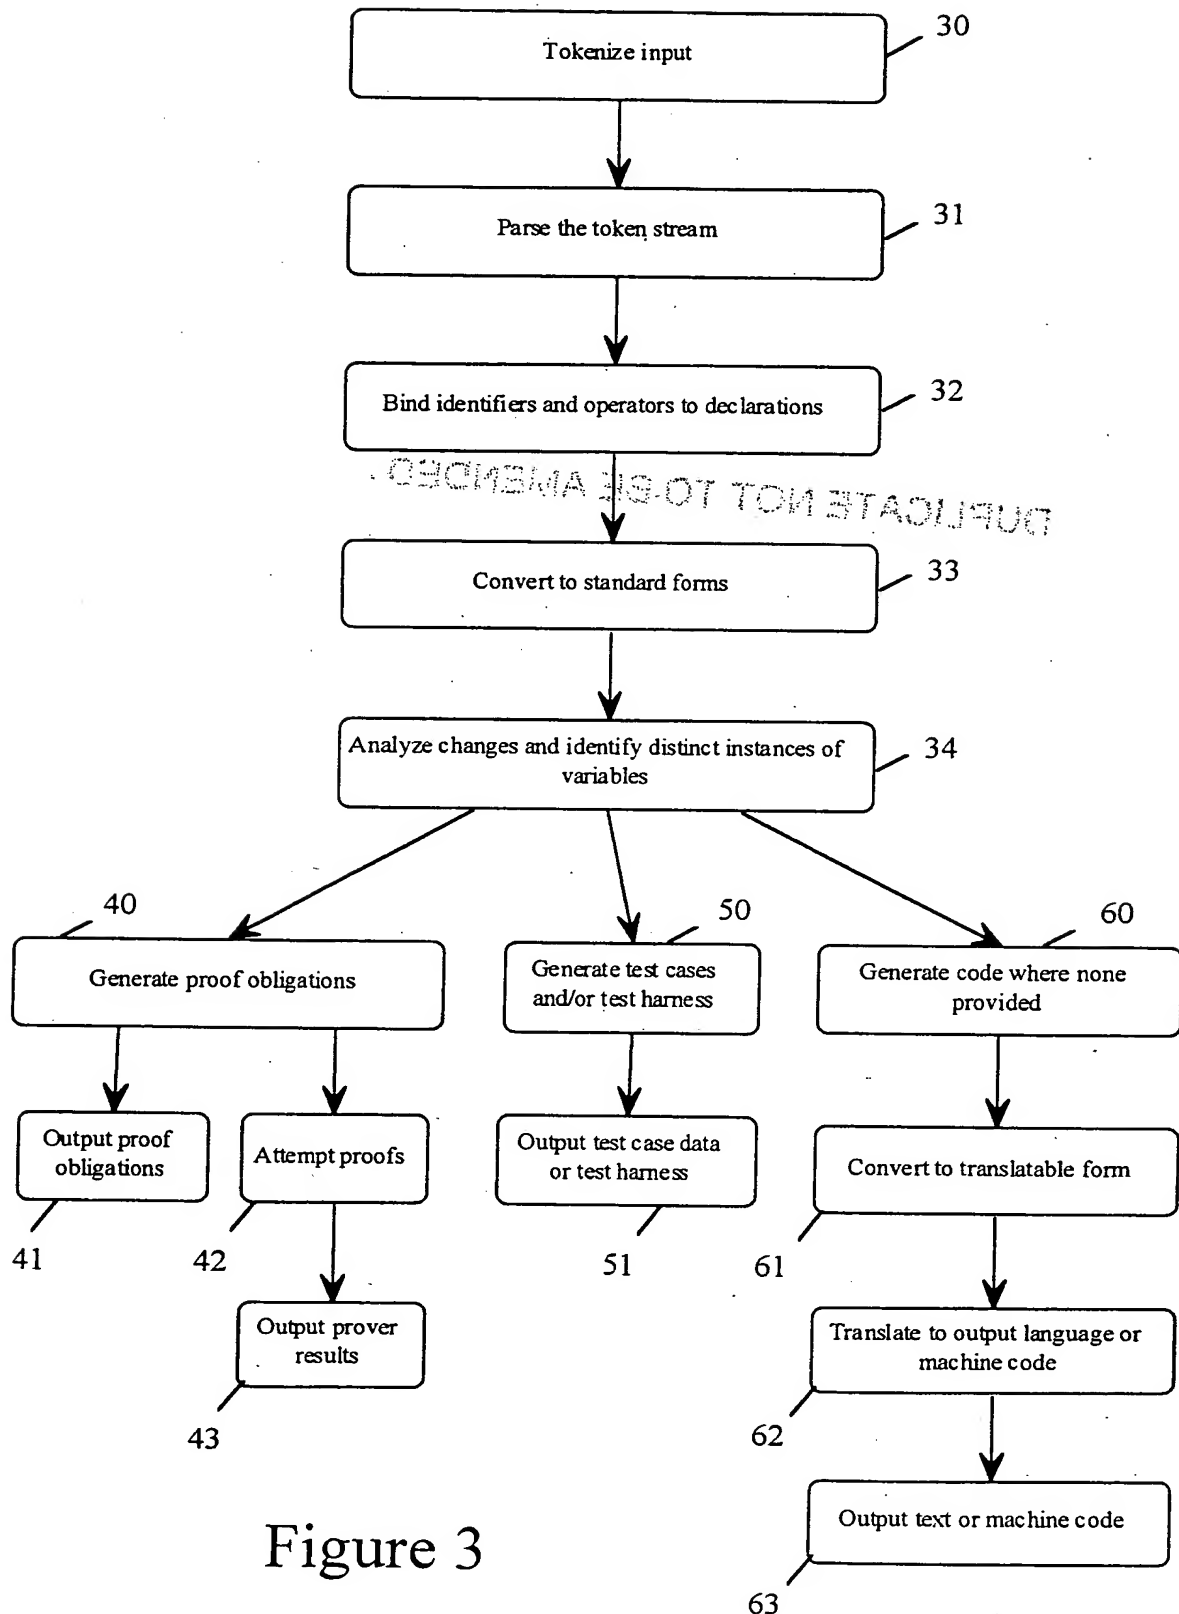 30
Tokenize input
31
Parse the token stream
32
Bind identifiers and operators to declarations
DUPLICATE NOT TO BE AMENDED
33
Convert to standard forms
Analyze changes and identify distinct instances of
variables
34
40
50
60
Generate proof obligations
Generate test cases
and/or test harness
Generate code where none
provided
Output proof
obligations
Attempt proofs
Output test case data
or test harness
Convert to translatable form
41
42
51
61
Output prover
results
Translate to output language or
machine code
43
62
Output text or machine code
Figure 3
63